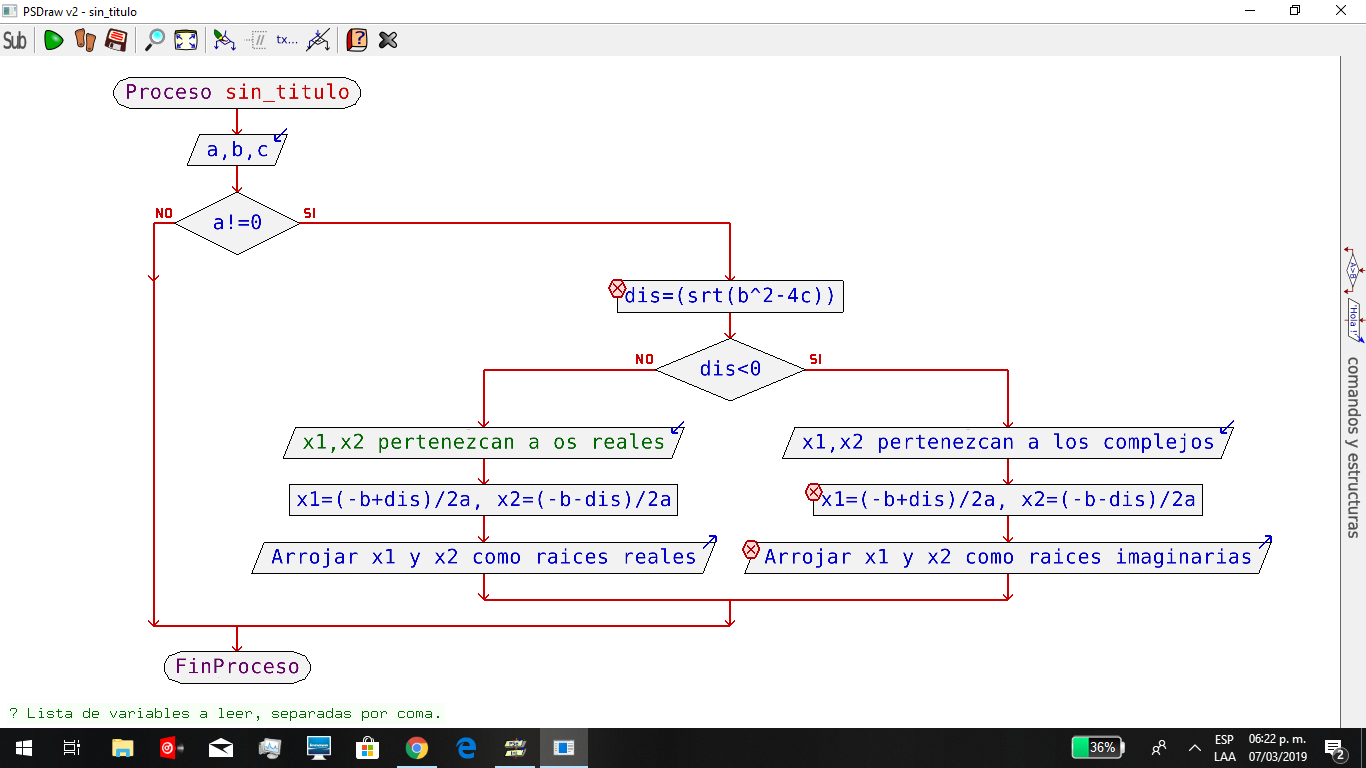 PSDraw v2 - sin_titulo
Sub
tx...
?
Proceso sin_titulo
a,b,c
NO
SI
a!=0
dis=(srt(b^2-4c))
NO
SI
dis<0
x1,x2 pertenezcan a os reales
x1,x2 pertenezcan a los complejos
x1=(-b+dis)/2a, x2=(-b-dis)/2a
x1=(-b+dis)/2a, x2=(-b-dis)/2a
Arrojar x1 y x2 como raices reales
Arrojar x1 y x2 como raices imaginarias
FinProceso
A>B
'Hola !'
comandos y estructuras
? Lista de variables a leer, separadas por coma.
36%
ESP
LAA
06:22 p. m.
07/03/2019
2